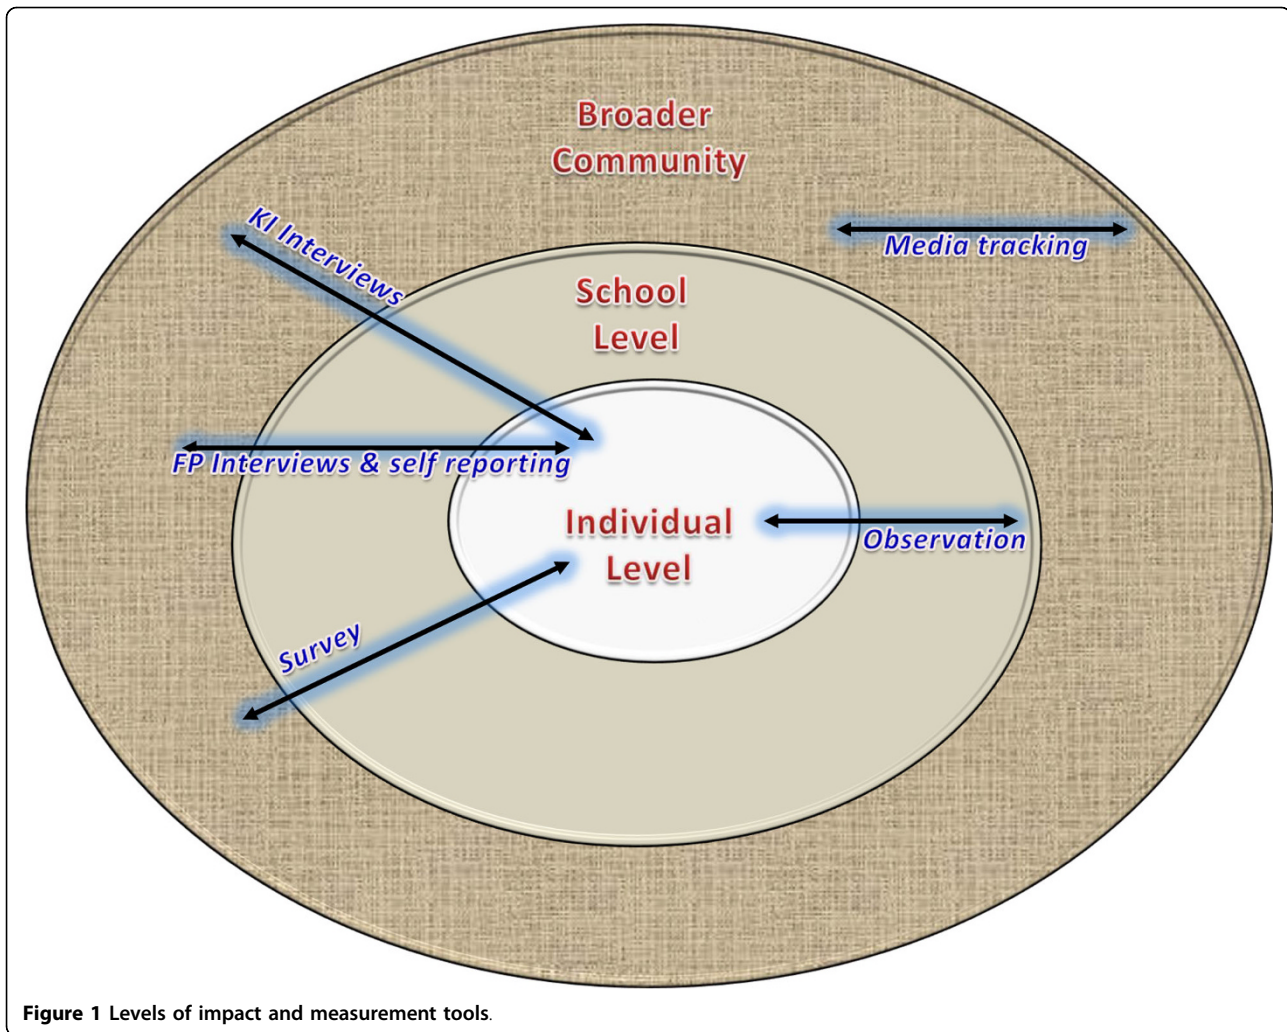 Broader
Community
KI Interviews
Media tracking
School
Level
FP Interviews & self reporting
Individual
Level
Observation
Survey
Figure 1 Levels of impact and measurement tools.